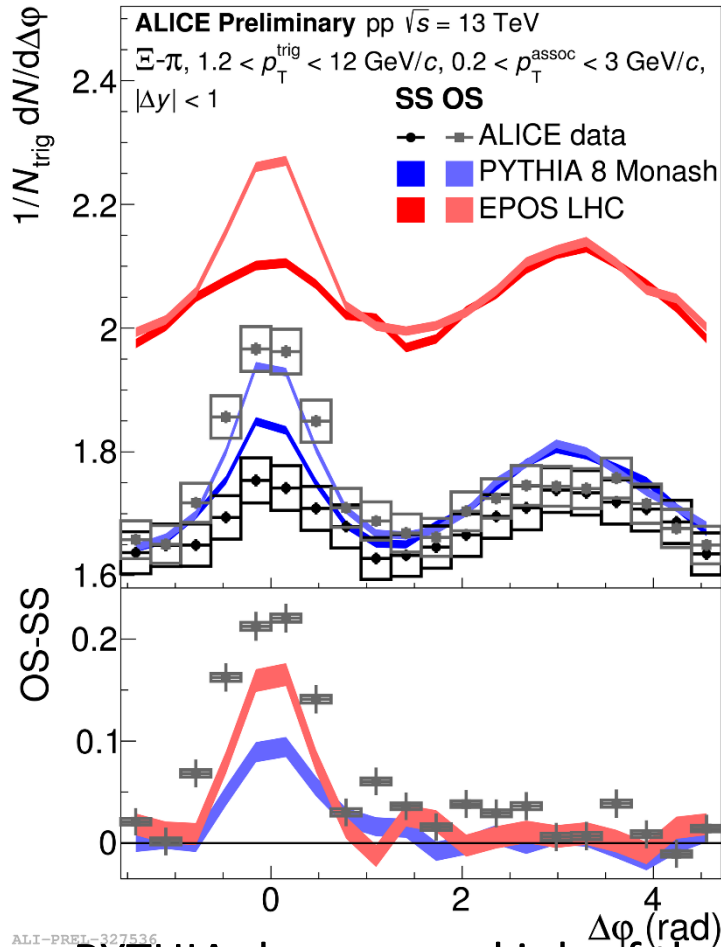 ALICE Preliminary pp √s = 13 TeV
Ξ-π, 1.2 < p_T^trig < 12 GeV/c, 0.2 < p_T^assoc < 3 GeV/c,
|Δy| < 1
SS OS
ALICE data
PYTHIA 8 Monash
EPOS LHC
1/N_trig dN/dΔφ
2.4
2.2
2
1.8
1.6
OS-SS
0.2
0.1
0
0 2 4
Δφ (rad)
ALI-PREL-327536